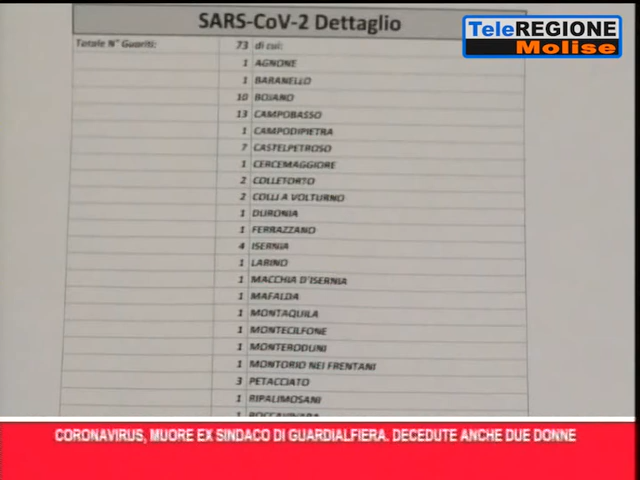 SARS-CoV-2 Dettaglio
TeleREGIONE
Molise
Totale N° Guariti: 73 di cui:
1 AGNONE
1 BARANELLO
10 BOJANO
13 CAMPOBASSO
1 CAMPODIPIETRA
7 CASTELPETROSO
1 CERCEMAGGIORE
2 COLLETORTO
2 COLLI A VOLTURNO
1 DURONIA
1 FERRAZZANO
4 ISERNIA
1 LARINO
1 MACCHIA D'ISERNIA
1 MAFALDA
1 MONTAQUILA
1 MONTECILFONE
1 MONTERODUNI
1 MONTORIO NEI FRENTANI
3 PETACCIATO
1 RIPALIMOSANI
1 ROCCAVIVARA
CORONAVIRUS, MUORE EX SINDACO DI GUARDIALFIERA. DECEDUTE ANCHE DUE DONNE